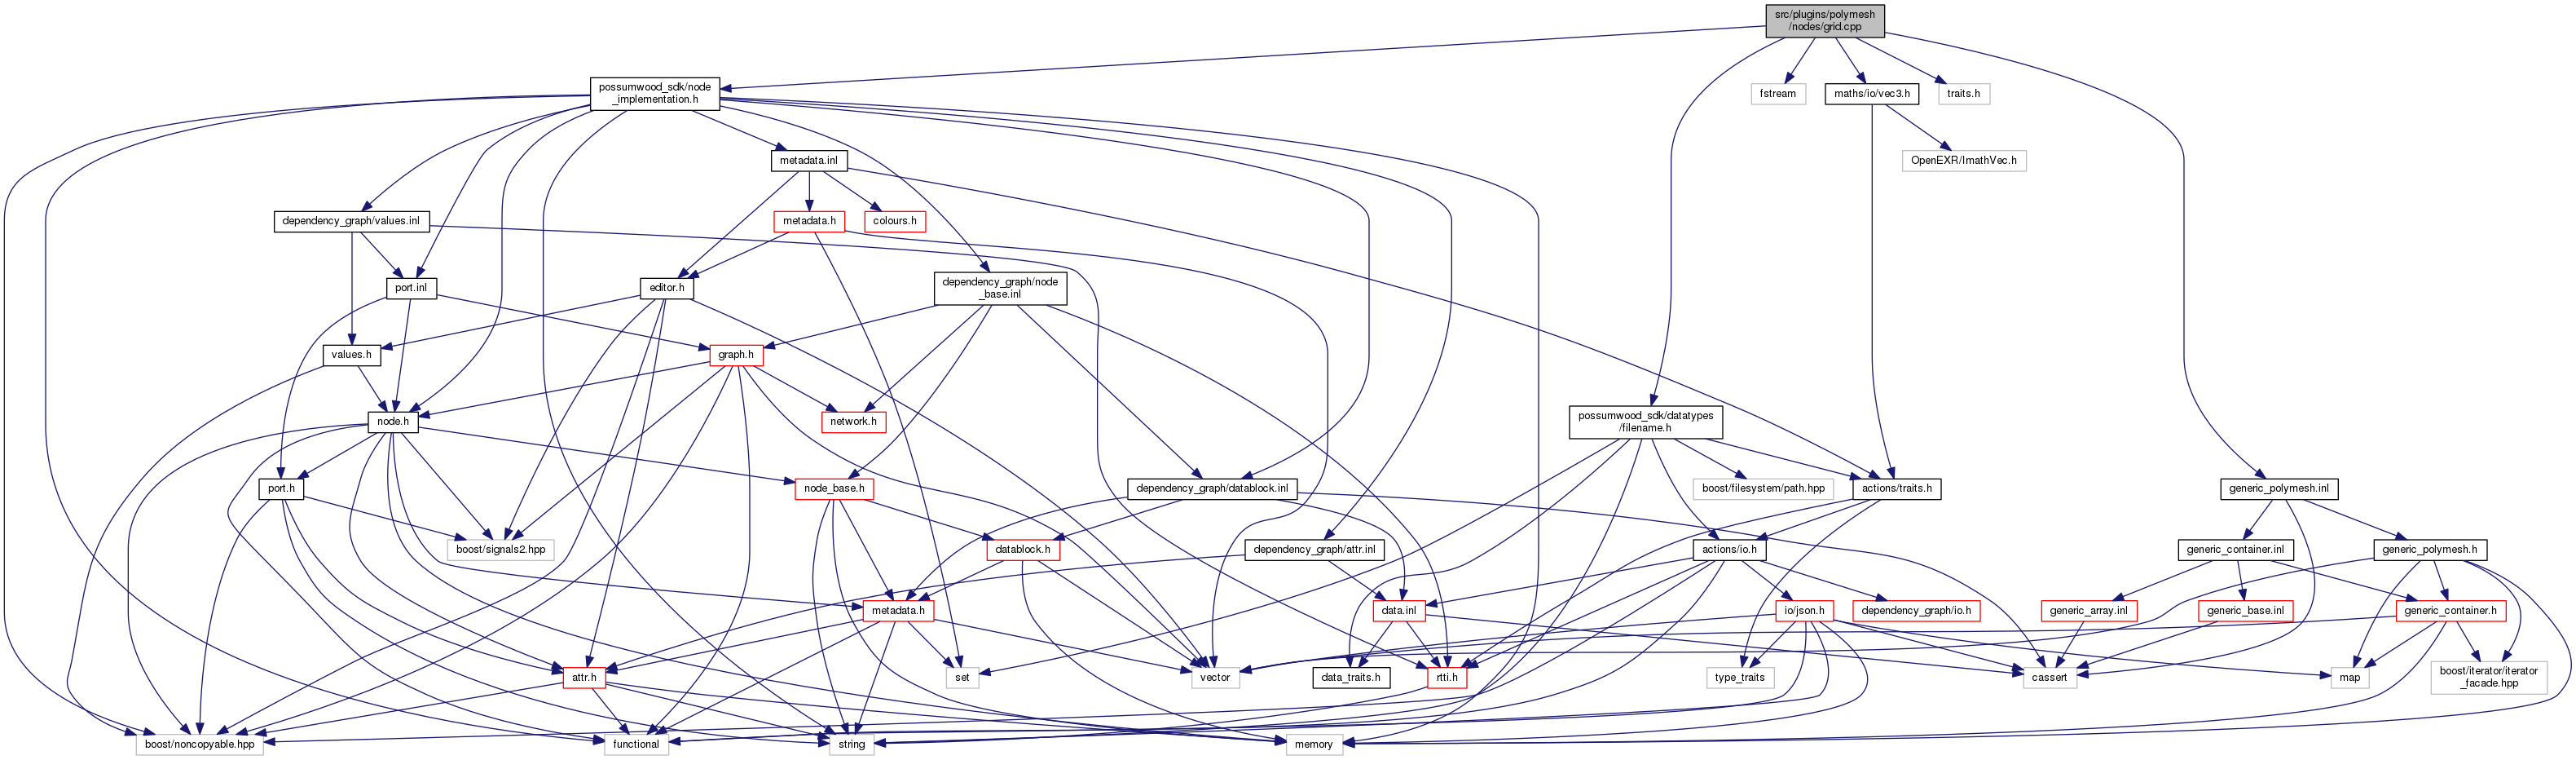 src/plugins/polymesh
/nodes/grid.cpp
possumwood_sdk/node
_implementation.h
fstream
maths/io/vec3.h
traits.h
metadata.inl
OpenEXR/ImathVec.h
dependency_graph/values.inl
metadata.h
colours.h
port.inl
editor.h
dependency_graph/node
_base.inl
values.h
graph.h
node.h
network.h
possumwood_sdk/datatypes
/filename.h
port.h
node_base.h
dependency_graph/datablock.inl
boost/filesystem/path.hpp
actions/traits.h
generic_polymesh.inl
boost/signals2.hpp
datablock.h
dependency_graph/attr.inl
actions/io.h
generic_container.inl
generic_polymesh.h
metadata.h
data.inl
io/json.h
dependency_graph/io.h
generic_array.inl
generic_base.inl
generic_container.h
attr.h
set
vector
data_traits.h
rtti.h
type_traits
cassert
map
boost/iterator/iterator
_facade.hpp
boost/noncopyable.hpp
functional
string
memory